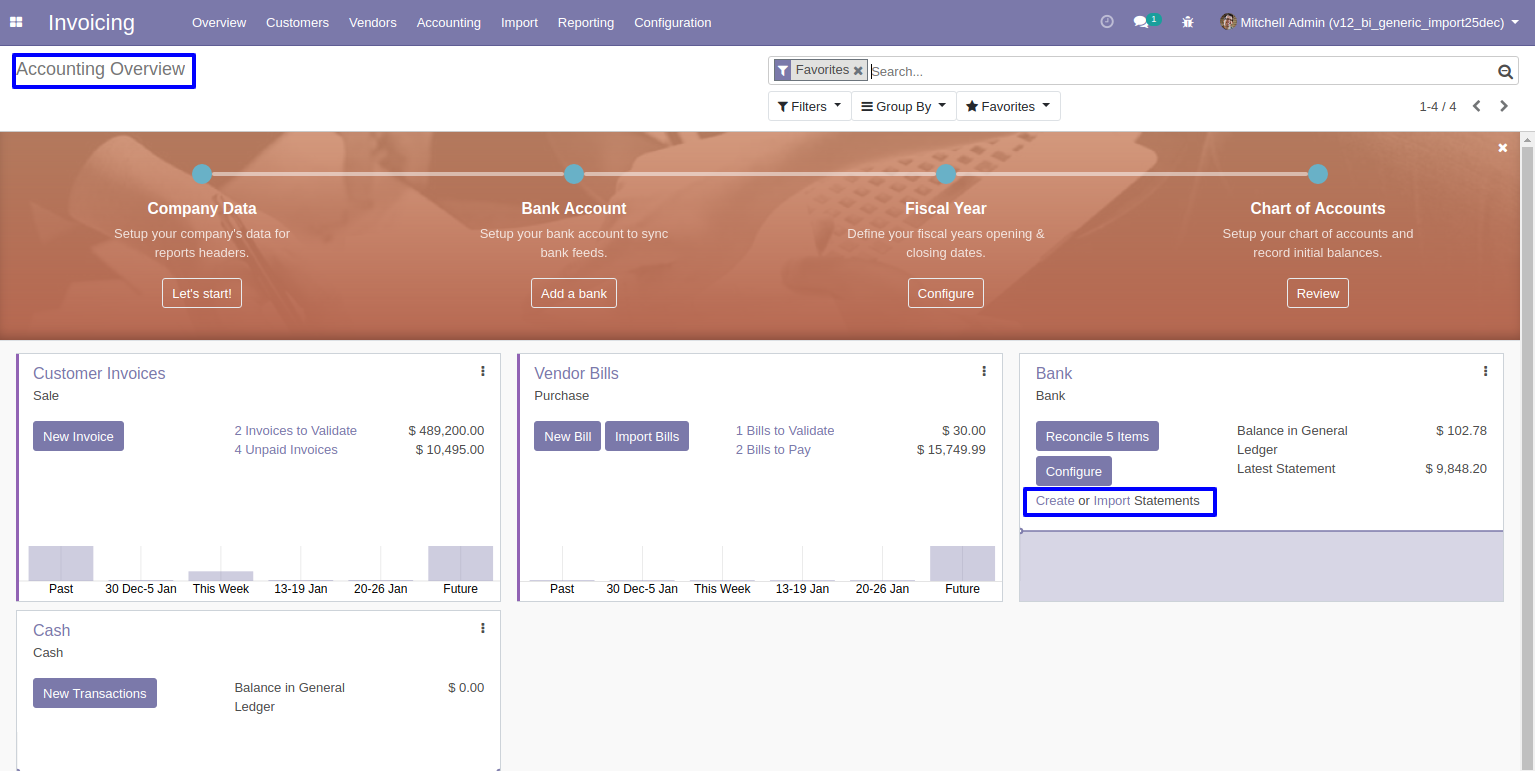 Invoicing Overview Customers Vendors Accounting Import Reporting Configuration 1 Mitchell Admin (v12_bi_generic_import25dec)
Accounting Overview
Favorites Search...
Filters Group By Favorites 1-4 / 4
Company Data
Setup your company's data for
reports headers.
Let's start!
Bank Account
Setup your bank account to sync
bank feeds.
Add a bank
Fiscal Year
Define your fiscal years opening &
closing dates.
Configure
Chart of Accounts
Setup your chart of accounts and
record initial balances.
Review
Customer Invoices
Sale
New Invoice
2 Invoices to Validate $ 489,200.00
4 Unpaid Invoices $ 10,495.00
Past 30 Dec-5 Jan This Week 13-19 Jan 20-26 Jan Future
Vendor Bills
Purchase
New Bill Import Bills
1 Bills to Validate $ 30.00
2 Bills to Pay $ 15,749.99
Past 30 Dec-5 Jan This Week 13-19 Jan 20-26 Jan Future
Bank
Bank
Reconcile 5 Items
Configure
Create or Import Statements
Balance in General $ 102.78
Ledger
Latest Statement $ 9,848.20
Cash
Cash
New Transactions
Balance in General $ 0.00
Ledger